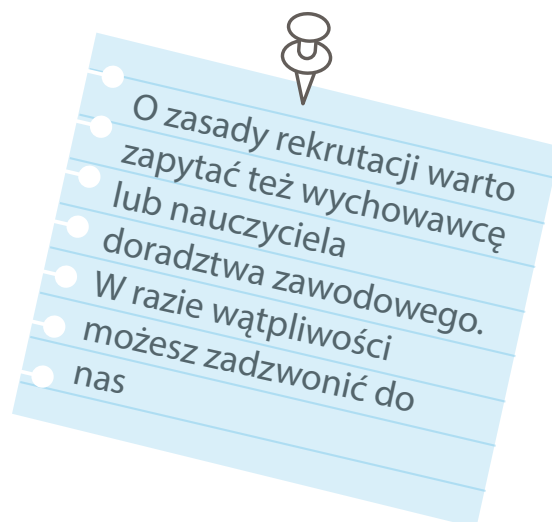 O zasady rekrutacji warto
zapytać też wychowawcę
lub nauczyciela
doradztwa zawodowego.
W razie wątpliwości
możesz zadzwonić do
nas